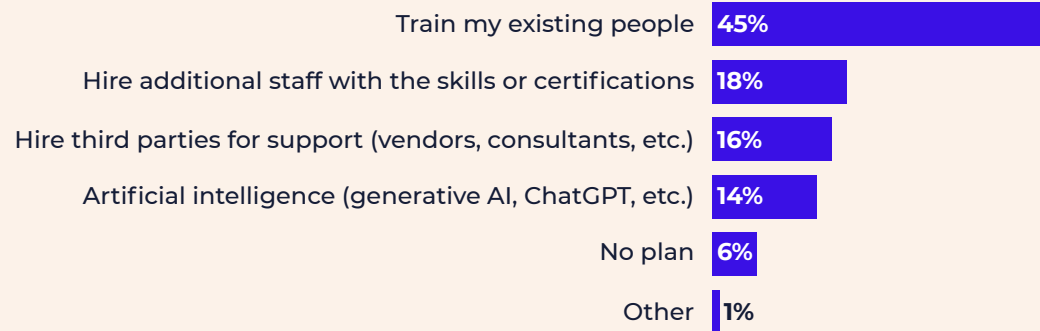 Train my existing people 45%
Hire additional staff with the skills or certifications 18%
Hire third parties for support (vendors, consultants, etc.) 16%
Artificial intelligence (generative AI, ChatGPT, etc.) 14%
No plan 6%
Other 1%